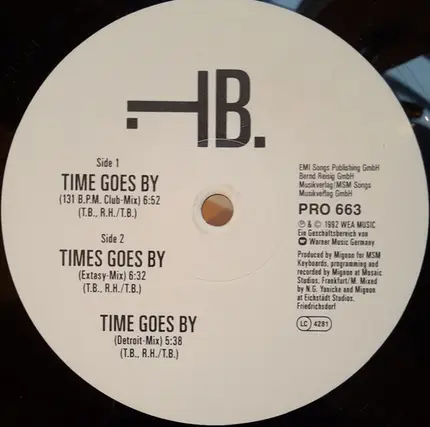 T.B.
Side 1
TIME GOES BY
(131 B.P.M. Club-Mix) 6:52
(T.B., R.H./T.B.)
Side 2
TIMES GOES BY
(Extasy-Mix) 6:32
(T.B., R.H./T.B.)
TIME GOES BY
(Detroit-Mix) 5:38
(T.B., R.H./T.B.)
EMI Songs Publishing GmbH
Bernd Reisig GmbH
Musikverlag/MSM Songs
Musikverlag GmbH
PRO 663
℗ & © 1992 WEA MUSIC
Ein Geschäftsbereich von
Warner Music Germany
Produced by Mignon for MSM
Keyboards, programming and
recorded by Mignon at Mosaic
Studios, Frankfurt/M. Mixed
by N.G. Yanicke and Mignon
at Eichstädt Studios,
Friedrichsdorf
LC 4281